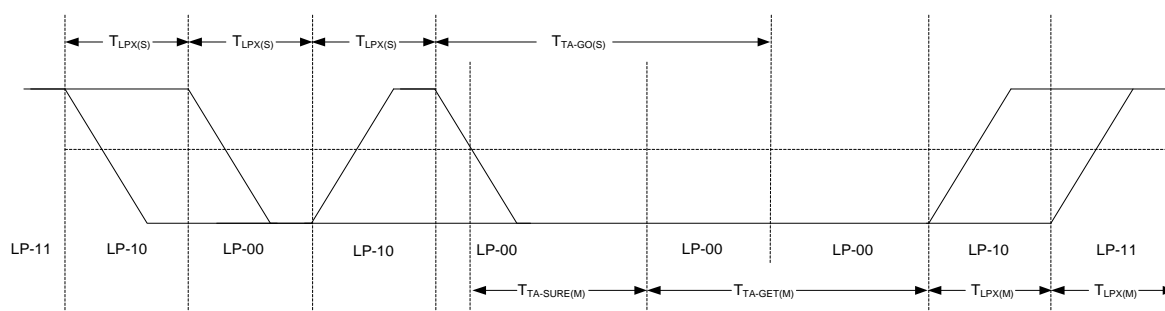 TLPX(S) TLPX(S) TLPX(S) TTA-GO(S)
LP-11 LP-10 LP-00 LP-10 LP-00 LP-00 LP-00 LP-10 LP-11
TTA-SURE(M) TTA-GET(M) TLPX(M) TLPX(M)